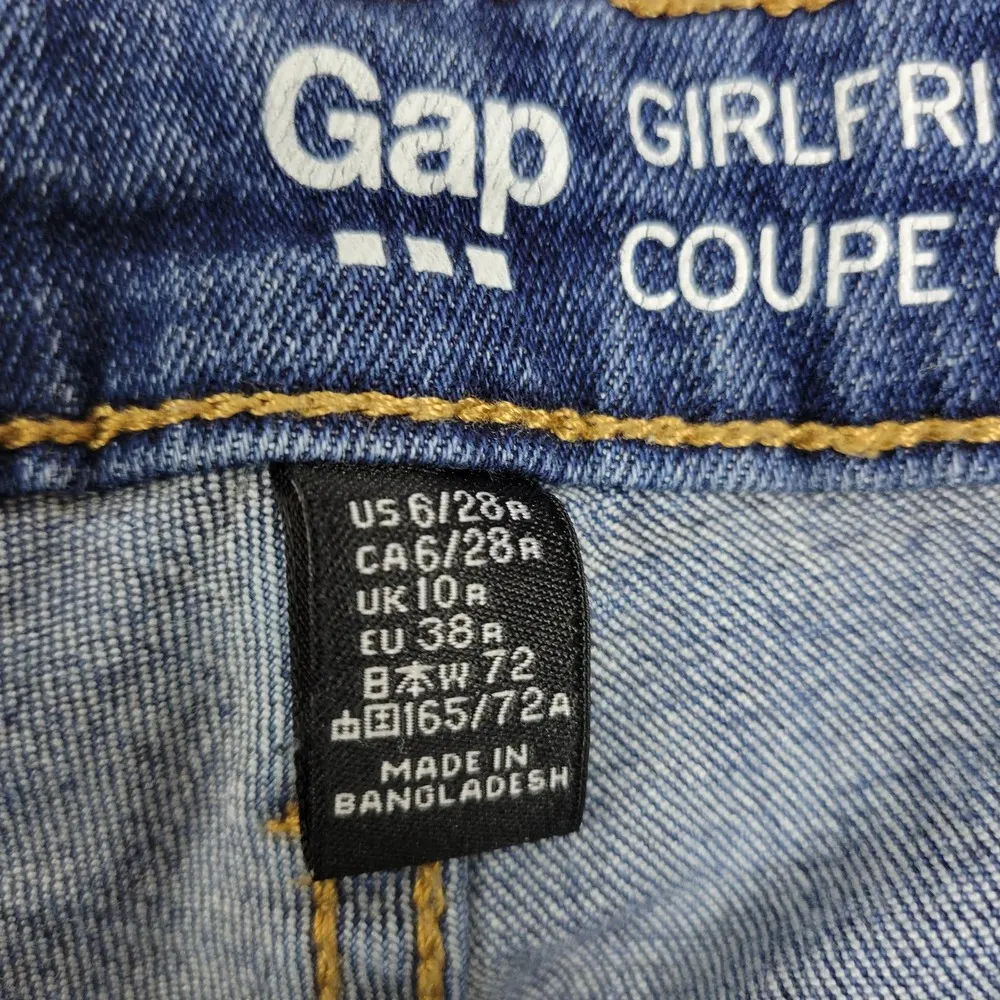 Gap
GIRLFRI
COUPE
US 6/28R
CA 6/28R
UK 10R
EU 38R
日本W 72
中国165/72A
MADE IN
BANGLADESH